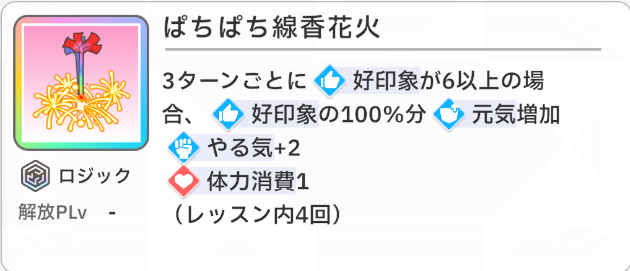 ぱちぱち線香花火
3ターンごとに 好印象が6以上の場
合、 好印象の100%分 元気増加
やる気+2
体力消費1
（レッスン内4回）
ロジック
解放PLv -